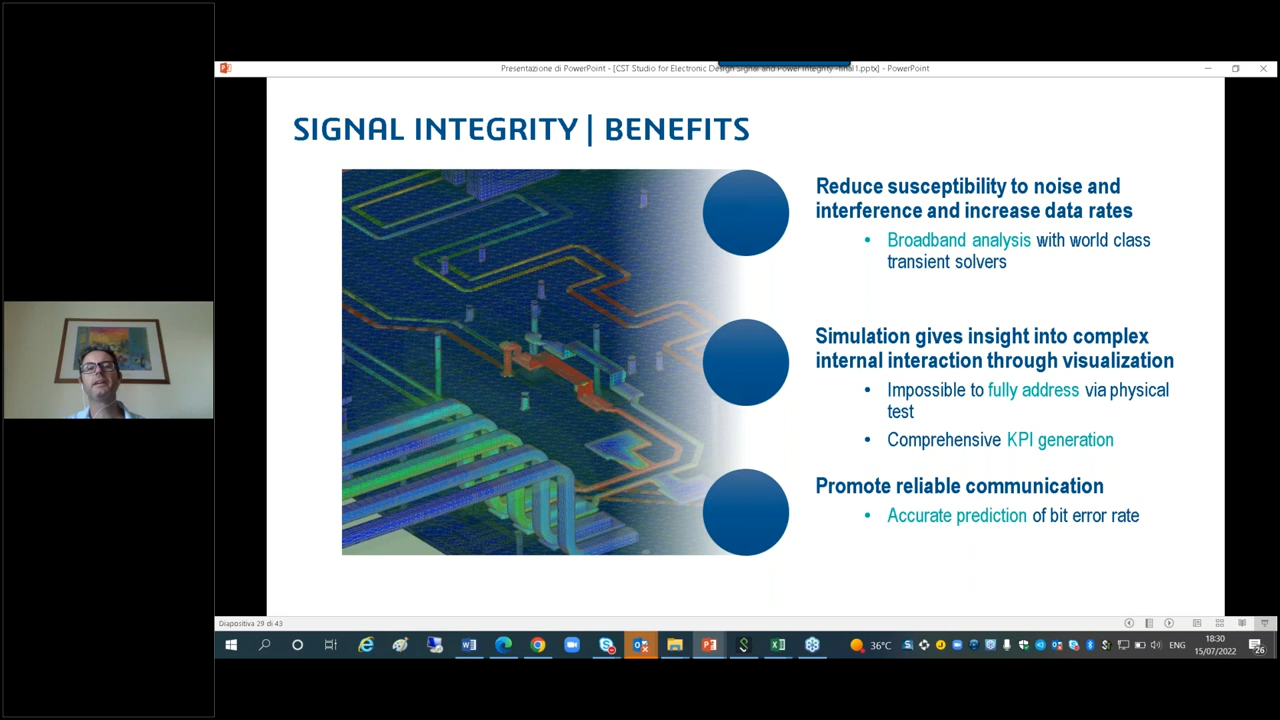 Presentazione di PowerPoint - [CST Studio for Electronic Design Signal and Power Integrity -final1.pptx] - PowerPoint
SIGNAL INTEGRITY | BENEFITS
Reduce susceptibility to noise and
interference and increase data rates
• Broadband analysis with world class
transient solvers
Simulation gives insight into complex
internal interaction through visualization
• Impossible to fully address via physical
test
• Comprehensive KPI generation
Promote reliable communication
• Accurate prediction of bit error rate
Diapositiva 29 di 43
36°C
ENG
18:30
15/07/2022
26